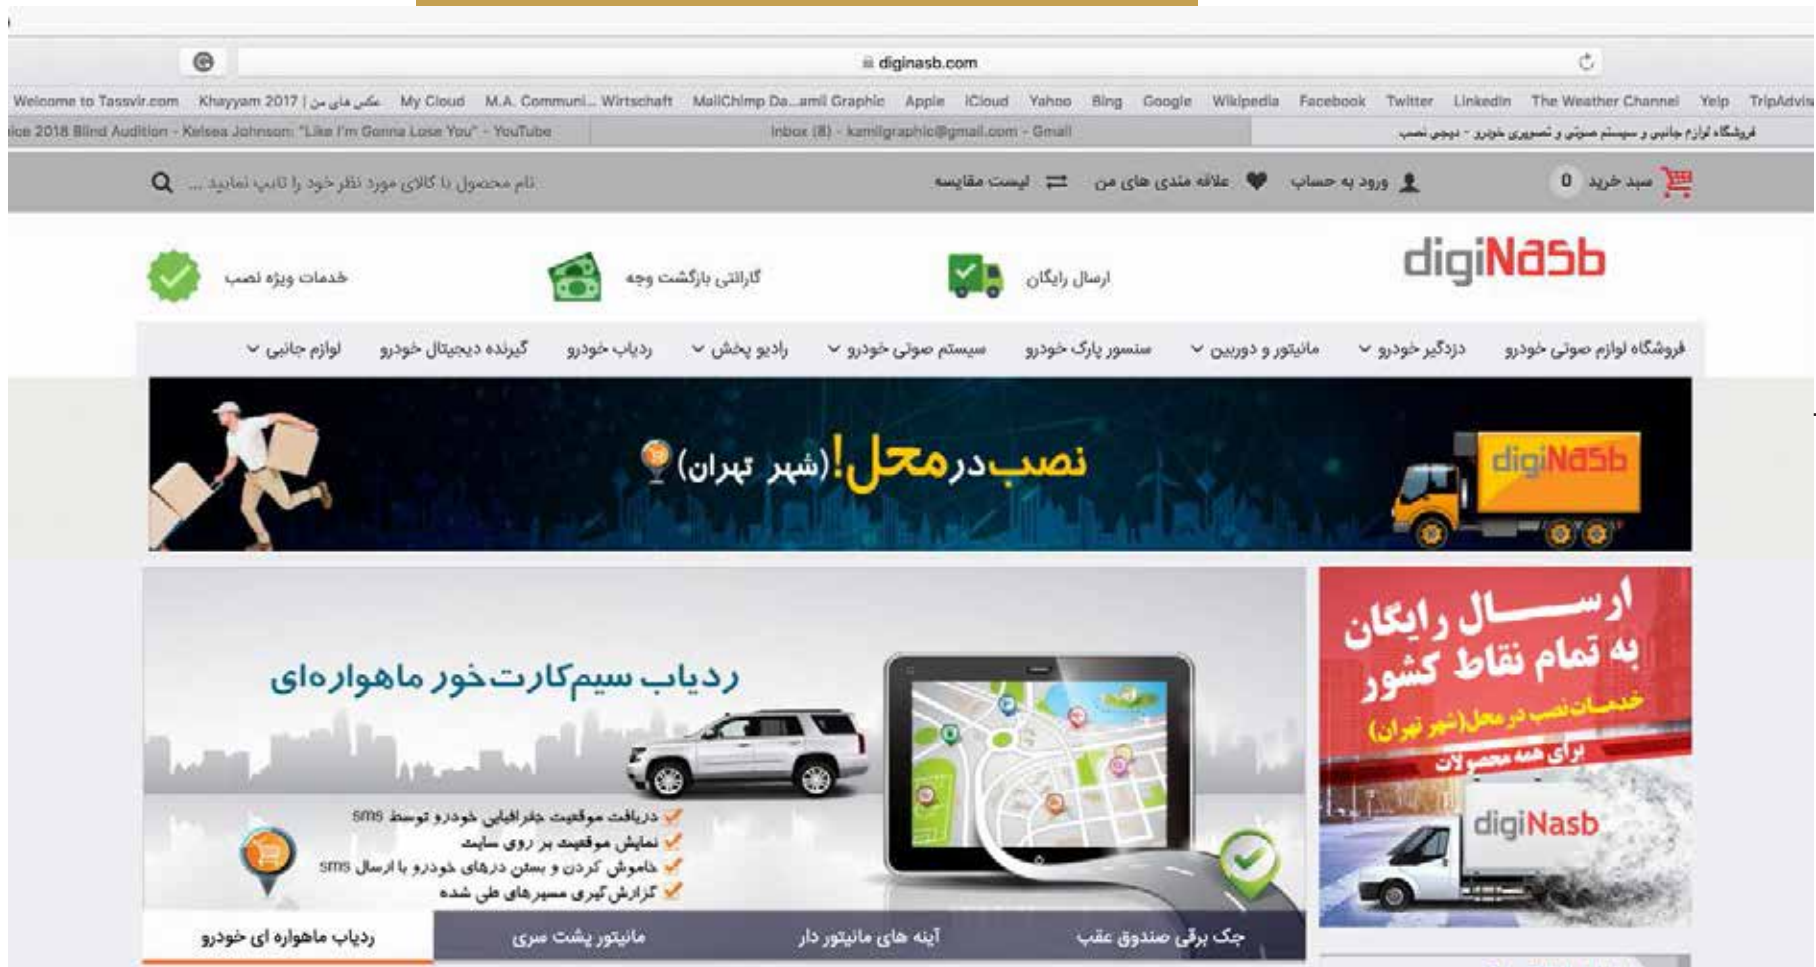 diginasb.com
Welcome to Tassvir.com Khayyam 2017 | عکس های من My Cloud M.A. Communi... Wirtschaft MailChimp Da...amil Graphic Apple iCloud Yahoo Bing Google Wikipedia Facebook Twitter LinkedIn The Weather Channel Yelp TripAdvis
ice 2018 Blind Audition - Kelsea Johnson: "Like I'm Gonna Lose You" - YouTube
Inbox (8) - kamilgraphic@gmail.com - Gmail
فروشگاه لوازم جانبی و سیستم صوتی و تصویری خودرو - دیجی نصب
سبد خرید 0 ورود به حساب علاقه مندی های من لیست مقایسه نام محصول یا کالای مورد نظر خود را تایپ نمایید ...
digiNasb
ارسال رایگان گارانتی بازگشت وجه خدمات ویژه نصب
فروشگاه لوازم صوتی خودرو دزدگیر خودرو مانیتور و دوربین سنسور پارک خودرو سیستم صوتی خودرو رادیو پخش ردیاب خودرو گیرنده دیجیتال خودرو لوازم جانبی
digiNasb
نصب در محل! (شهر تهران)
ارســـال رایگان
به تمام نقاط کشور
خدمات نصب در محل (شهر تهران)
برای همه محصولات
digiNasb
ردیاب سیم‌کارت‌خور ماهواره‌ای
دریافت موقعیت جغرافیایی خودرو توسط sms
نمایش موقعیت بر روی سایت
خاموش کردن و بستن درهای خودرو با ارسال sms
گزارش گیری مسیرهای طی شده
جک برقی صندوق عقب آینه های مانیتور دار مانیتور پشت سری ردیاب ماهواره ای خودرو